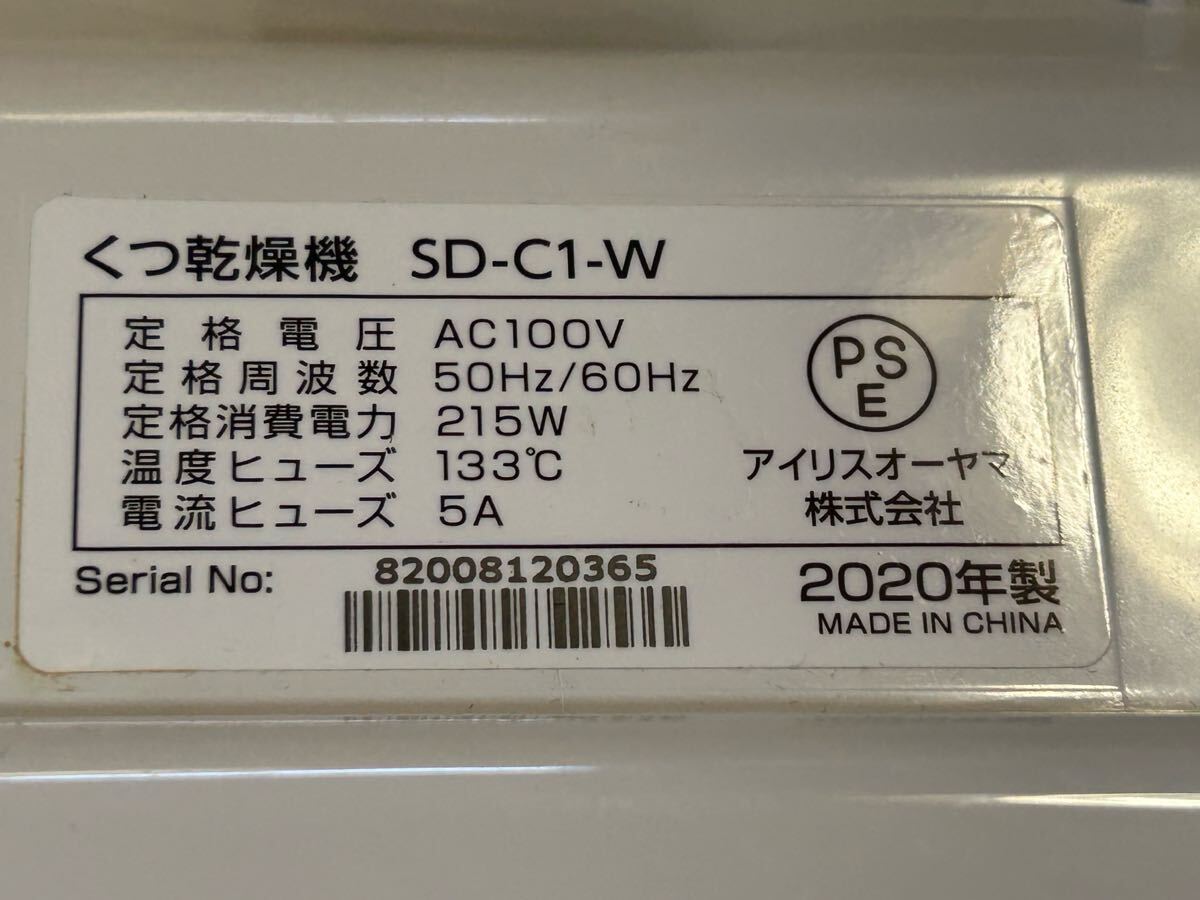 くつ乾燥機 SD-C1-W
定格電圧 AC100V
定格周波数 50Hz/60Hz
定格消費電力 215W
温度ヒューズ 133℃
電流ヒューズ 5A
PS
E
アイリスオーヤマ
株式会社
Serial No: 82008120365
2020年製
MADE IN CHINA